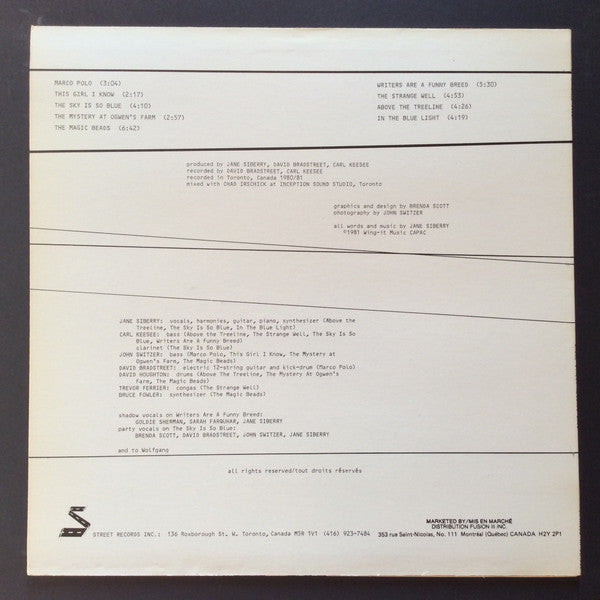 MARCO POLO (3:04)
THIS GIRL I KNOW (2:17)
THE SKY IS SO BLUE (4:10)
THE MYSTERY AT OGWEN'S FARM (2:57)
THE MAGIC BEADS (6:42)
WRITERS ARE A FUNNY BREED (5:30)
THE STRANGE WELL (4:53)
ABOVE THE TREELINE (4:26)
IN THE BLUE LIGHT (4:19)
produced by JANE SIBERRY, DAVID BRADSTREET, CARL KEESEE
recorded by DAVID BRADSTREET, CARL KEESEE
recorded in Toronto, Canada 1980/81
mixed with CHAD IRSCHICK at INCEPTION SOUND STUDIO, Toronto
graphics and design by BRENDA SCOTT
photography by JOHN SWITZER
all words and music by JANE SIBERRY
©1981 Wing-it Music CAPAC
JANE SIBERRY: vocals, harmonies, guitar, piano, synthesizer (Above the
Treeline, The Sky Is So Blue, In The Blue Light)
CARL KEESEE: bass (Above the Treeline, The Strange Well, The Sky Is So
Blue, Writers Are A Funny Breed)
clarinet (The Sky Is So Blue)
JOHN SWITZER: bass (Marco Polo, This Girl I Know, The Mystery at
Ogwen's Farm, The Magic Beads)
DAVID BRADSTREET: electric 12-string guitar and kick-drum (Marco Polo)
DAVID HOUGHTON: drums (Above The Treeline, The Mystery At Ogwen's
Farm, The Magic Beads)
TREVOR FERRIER: congas (The Strange Well)
BRUCE FOWLER: synthesizer (The Magic Beads)
shadow vocals on Writers Are A Funny Breed:
GOLDIE SHERMAN, SARAH FARQUHAR, JANE SIBERRY
party vocals on The Sky Is So Blue:
BRENDA SCOTT, DAVID BRADSTREET, JOHN SWITZER, JANE SIBERRY
and to Wolfgang
all rights reserved/tout droits réservés
STREET RECORDS INC.: 136 Roxborough St. W. Toronto, Canada M5R 1V1 (416) 923-7484
MARKETED BY/MIS EN MARCHÉ
DISTRIBUTION FUSION III INC.
353 rue Saint-Nicolas, No. 111 Montréal (Québec) CANADA H2Y 2P1